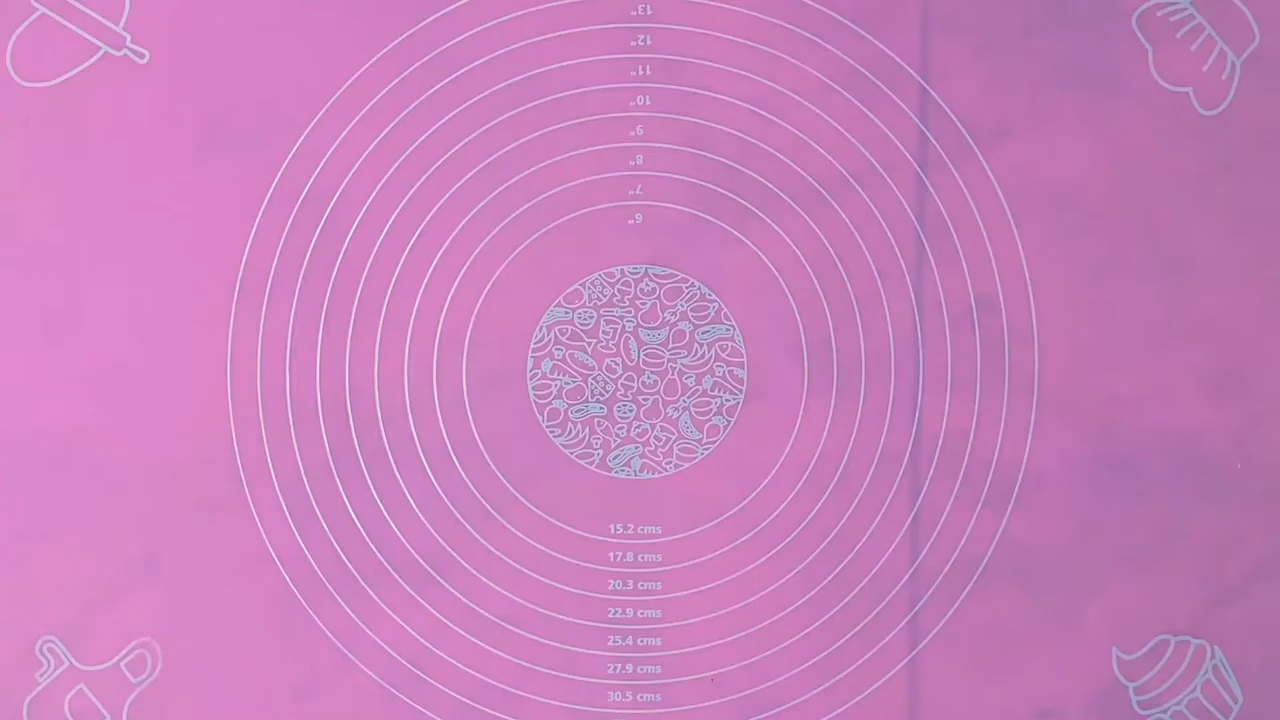 13"
12"
11"
10"
9"
8"
7"
6"
15.2 cms
17.8 cms
20.3 cms
22.9 cms
25.4 cms
27.9 cms
30.5 cms